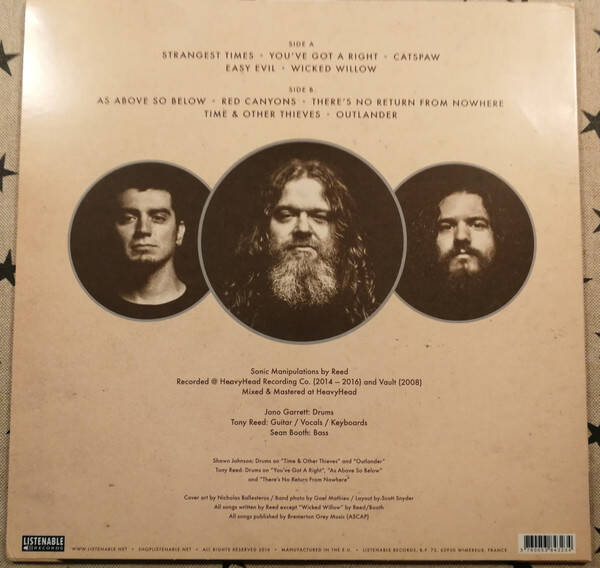 SIDE A
STRANGEST TIMES • YOU'VE GOT A RIGHT • CATSPAW
EASY EVIL • WICKED WILLOW
SIDE B
AS ABOVE SO BELOW • RED CANYONS • THERE'S NO RETURN FROM NOWHERE
TIME & OTHER THIEVES • OUTLANDER
Sonic Manipulations by Reed
Recorded @ HeavyHead Recording Co. (2014 – 2016) and Vault (2008)
Mixed & Mastered at HeavyHead
Jono Garrett: Drums
Tony Reed: Guitar / Vocals / Keyboards
Sean Booth: Bass
Shawn Johnson; Drums on "Time & Other Thieves" and "Outlander"
Tony Reed: Drums on "You've Got A Right", "As Above So Below"
and "There's No Return From Nowhere"
Cover art by Nicholas Ballesteros / Band photo by Gael Mathieu / Layout by Scott Snyder
All songs written by Reed except "Wicked Willow" by Reed/Booth
All songs published by Bremerton Grey Music (ASCAP)
LISTENABLE
RECORDS
WWW.LISTENABLE.NET • SHOPLISTENABLE.NET • ALL RIGHTS RESERVED 2016 • MANUFACTURED IN THE E.U. • LISTENABLE RECORDS, B.P. 73, 62930 WIMEREUX, FRANCE